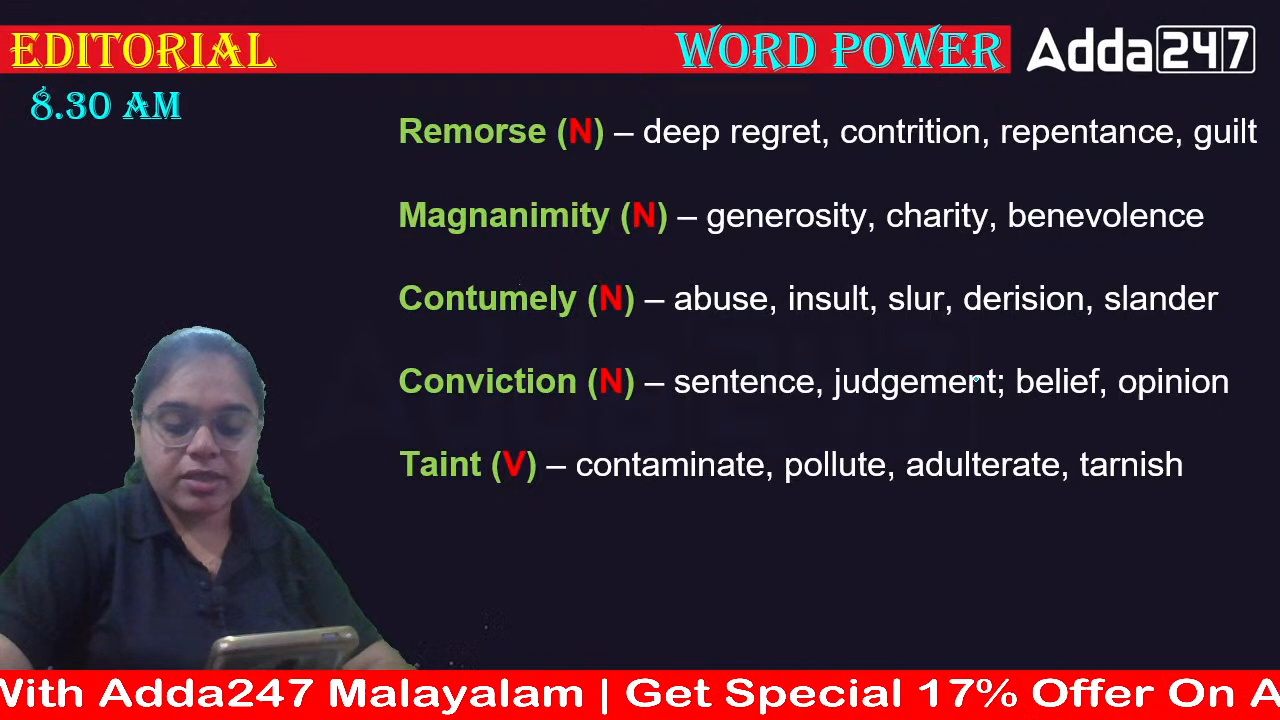 EDITORIAL
WORD POWER
Adda247
8.30 AM
Remorse (N) – deep regret, contrition, repentance, guilt
Magnanimity (N) – generosity, charity, benevolence
Contumely (N) – abuse, insult, slur, derision, slander
Conviction (N) – sentence, judgement; belief, opinion
Taint (V) – contaminate, pollute, adulterate, tarnish
With Adda247 Malayalam | Get Special 17% Offer On A